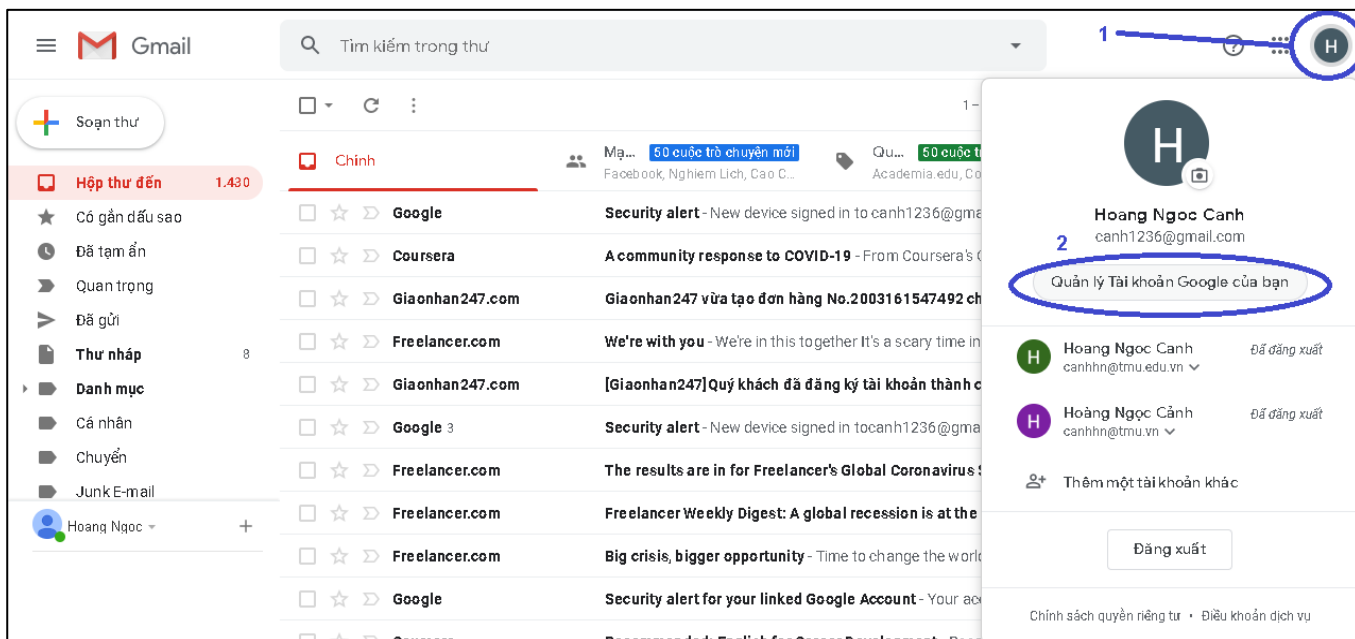 Gmail
Tìm kiếm trong thư
1
H
Soạn thư
1–
Chính
Mạ... 50 cuộc trò chuyện mới
Facebook, Nghiem Lich, Cao C...
Qu... 50 cuộc t
Academia.edu, Co
Hộp thư đến 1.430
Có gắn dấu sao
Đã tạm ẩn
Quan trọng
Đã gửi
Thư nháp 8
Danh mục
Cá nhân
Chuyển
Junk E-mail
Hoang Ngoc
Google Security alert - New device signed in to canh1236@gma
Coursera A community response to COVID-19 - From Coursera's
Giaonhan247.com Giaonhan247 vừa tạo đơn hàng No.2003161547492 ch
Freelancer.com We're with you - We're in this together It's a scary time in
Giaonhan247.com [Giaonhan247]Quý khách đã đăng ký tài khoản thành c
Google 3 Security alert - New device signed in tocanh1236@gma
Freelancer.com The results are in for Freelancer's Global Coronavirus
Freelancer.com Freelancer Weekly Digest: A global recession is at the
Freelancer.com Big crisis, bigger opportunity - Time to change the worl
Google Security alert for your linked Google Account - Your ac
H
Hoang Ngoc Canh
canh1236@gmail.com
2
Quản lý Tài khoản Google của bạn
H Hoang Ngoc Canh Đã đăng xuất
canhhn@tmu.edu.vn
H Hoàng Ngọc Cảnh Đã đăng xuất
canhhn@tmu.vn
Thêm một tài khoản khác
Đăng xuất
Chính sách quyền riêng tư • Điều khoản dịch vụ